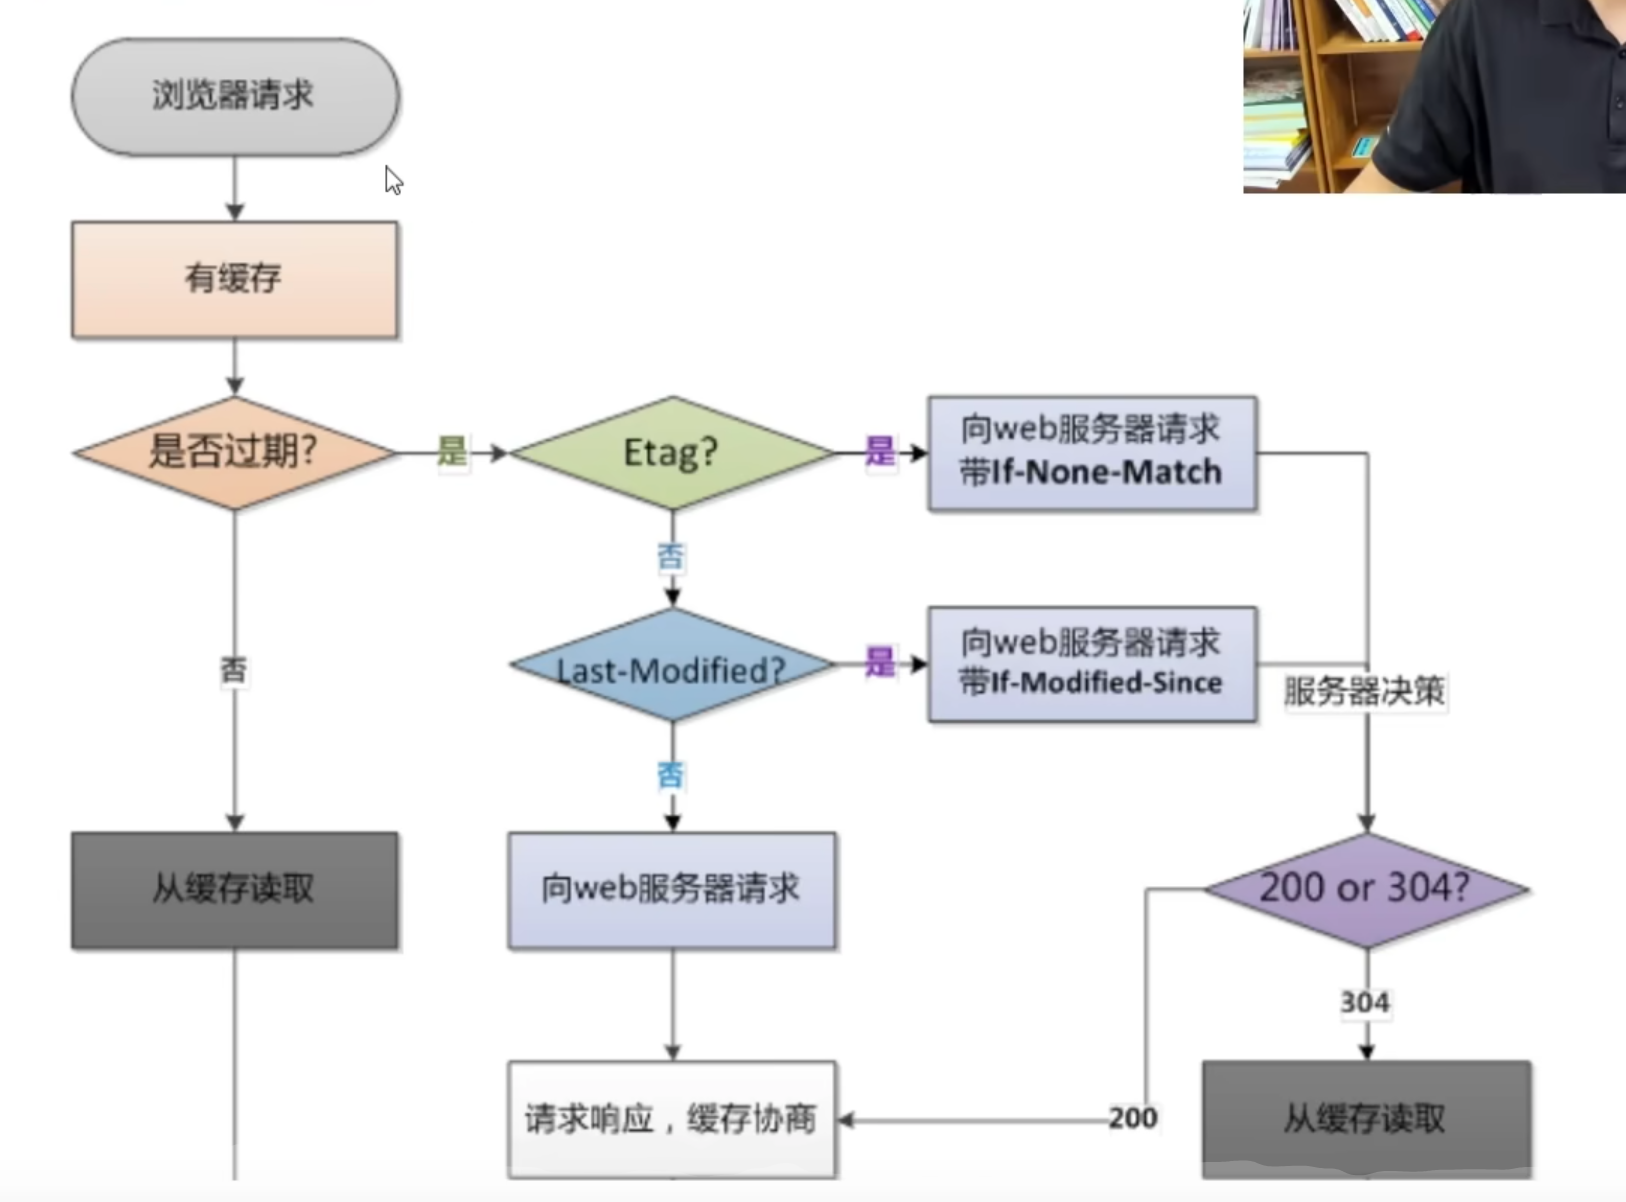 浏览器请求
有缓存
是否过期?
是
Etag?
是
向web服务器请求
带If-None-Match
否
Last-Modified?
是
向web服务器请求
带If-Modified-Since
否
服务器决策
否
从缓存读取
向web服务器请求
200 or 304?
304
请求响应，缓存协商
200
从缓存读取